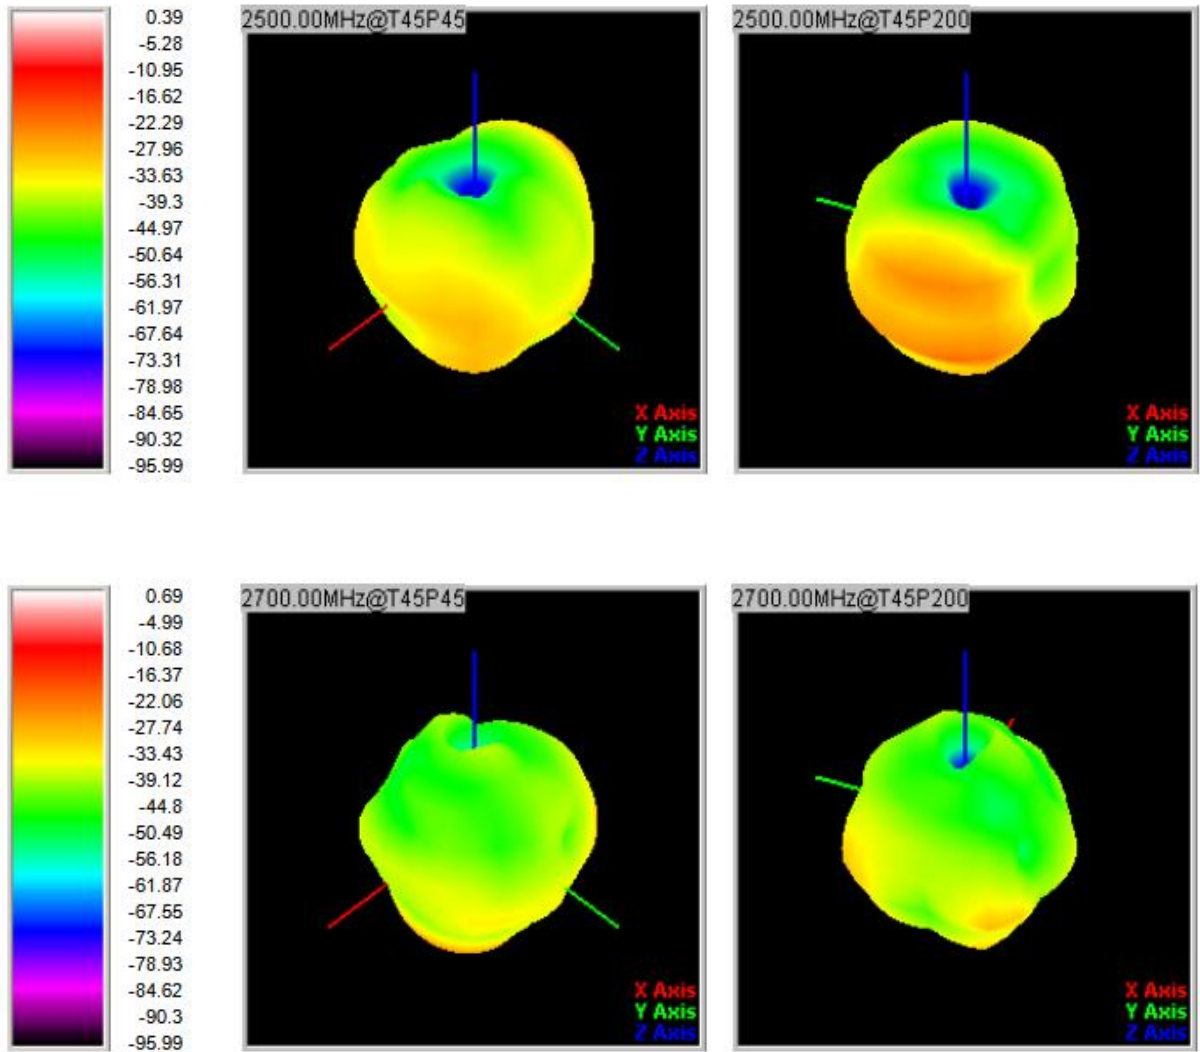 0.39
-5.28
-10.95
-16.62
-22.29
-27.96
-33.63
-39.3
-44.97
-50.64
-56.31
-61.97
-67.64
-73.31
-78.98
-84.65
-90.32
-95.99
2500.00MHz@T45P45
X Axis
Y Axis
Z Axis
2500.00MHz@T45P200
X Axis
Y Axis
Z Axis
0.69
-4.99
-10.68
-16.37
-22.06
-27.74
-33.43
-39.12
-44.8
-50.49
-56.18
-61.87
-67.55
-73.24
-78.93
-84.62
-90.3
-95.99
2700.00MHz@T45P45
X Axis
Y Axis
Z Axis
2700.00MHz@T45P200
X Axis
Y Axis
Z Axis